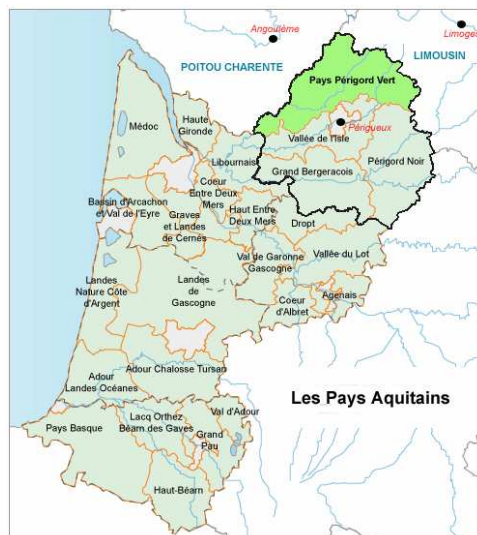 Angoulême
Limoges
POITOU CHARENTE
LIMOUSIN
Pays Périgord Vert
Périgueux
Médoc
Haute
Gironde
Vallée de l'Isle
Libournais
Périgord Noir
Grand Bergeracois
Coeur
Entre Deux
Mers
Bassin d'Arcachon
et Val de l'Eyre
Graves
et Landes
de Cernès
Haut Entre
Deux Mers
Dropt
Val de Garonne
Gascogne
Vallée du Lot
Landes
Nature Côte
d'Argent
Landes
de
Gascogne
Coeur
d'Albret
Agenais
Adour Chalosse Tursan
Adour
Landes Océanes
Les Pays Aquitains
Pays Basque
Lacq Orthez
Béarn des Gaves
Val d'Adour
Grand
Pau
Haut-Béarn